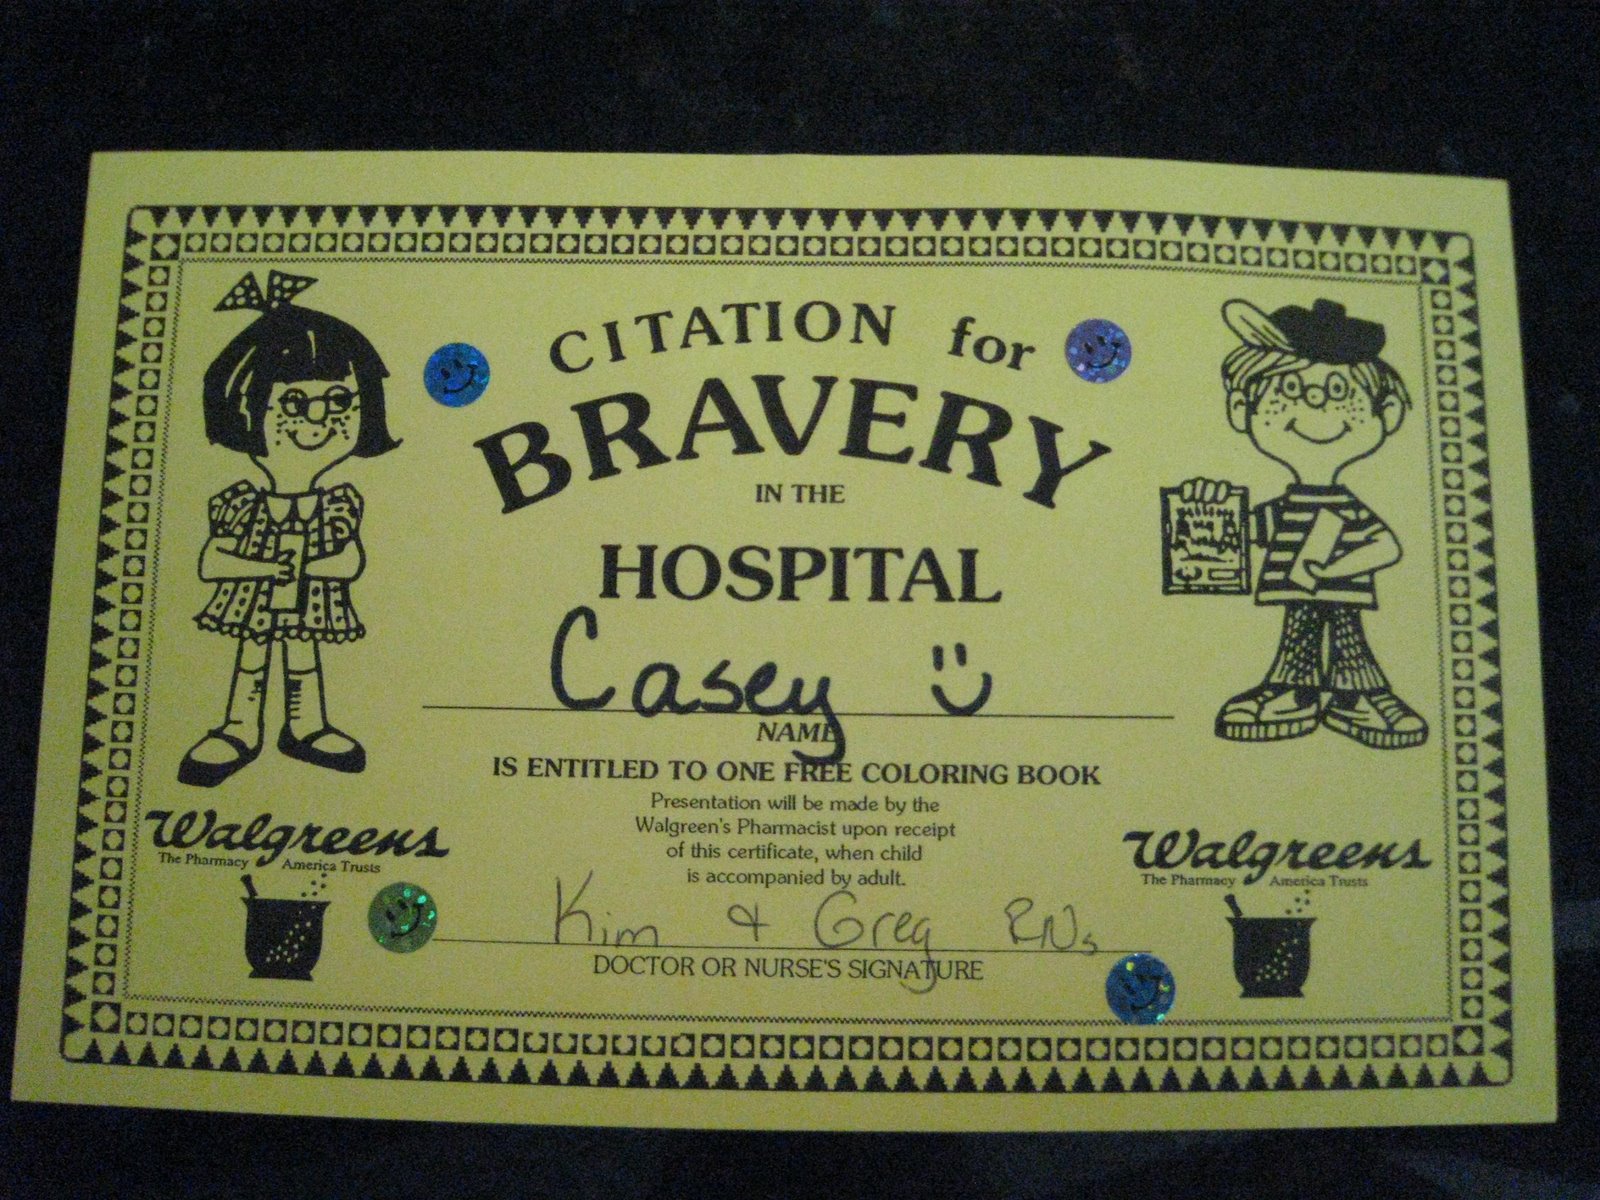 CITATION for
BRAVERY
IN THE
HOSPITAL
Casey
NAME
IS ENTITLED TO ONE FREE COLORING BOOK
Presentation will be made by the
Walgreen's Pharmacist upon receipt
of this certificate, when child
is accompanied by adult.
Walgreens
The Pharmacy America Trusts
Walgreens
The Pharmacy America Trusts
Kim + Greg RNs
DOCTOR OR NURSE'S SIGNATURE